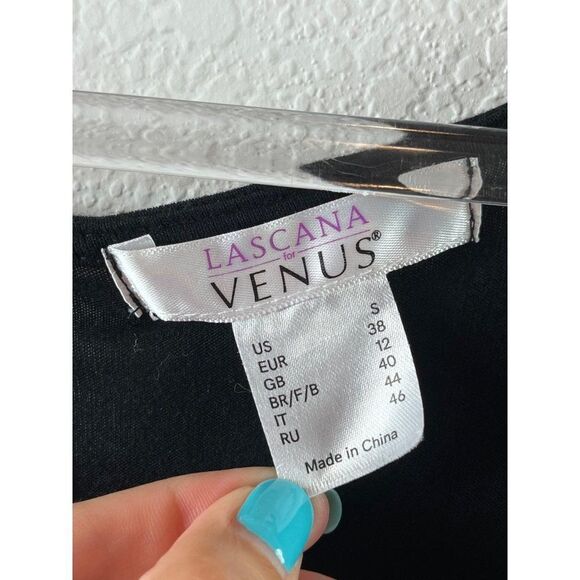 LASCANA
for
VENUS®
US S
EUR 38
GB 12
BR/F/B 40
IT 44
RU 46
Made in China